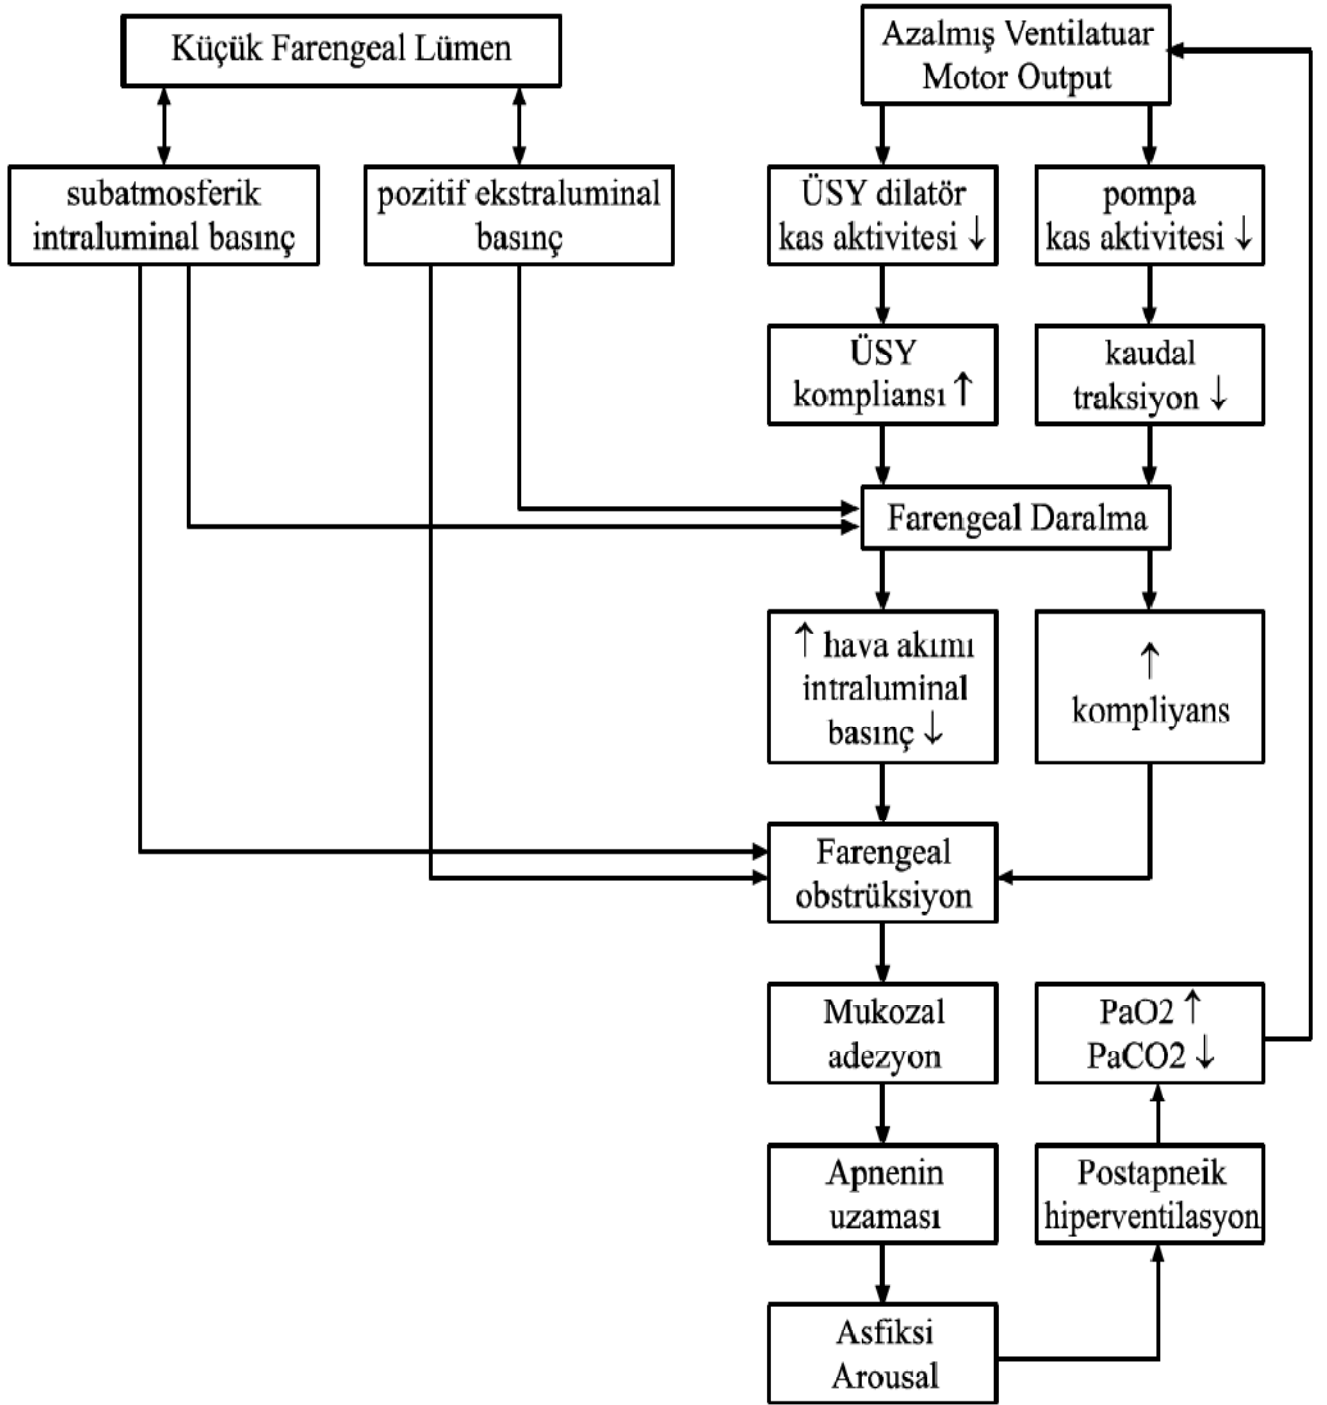 Küçük Farengeal Lümen
Azalmış Ventilatuar
Motor Output
subatmosferik
intraluminal basınç
pozitif ekstraluminal
basınç
ÜSY dilatör
kas aktivitesi ↓
pompa
kas aktivitesi ↓
ÜSY
kompliansı ↑
kaudal
traksiyon ↓
Farengeal Daralma
↑ hava akımı
intraluminal
basınç ↓
↑
kompliyans
Farengeal
obstrüksiyon
Mukozal
adezyon
PaO2 ↑
PaCO2 ↓
Apnenin
uzaması
Postapneik
hiperventilasyon
Asfiksi
Arousal